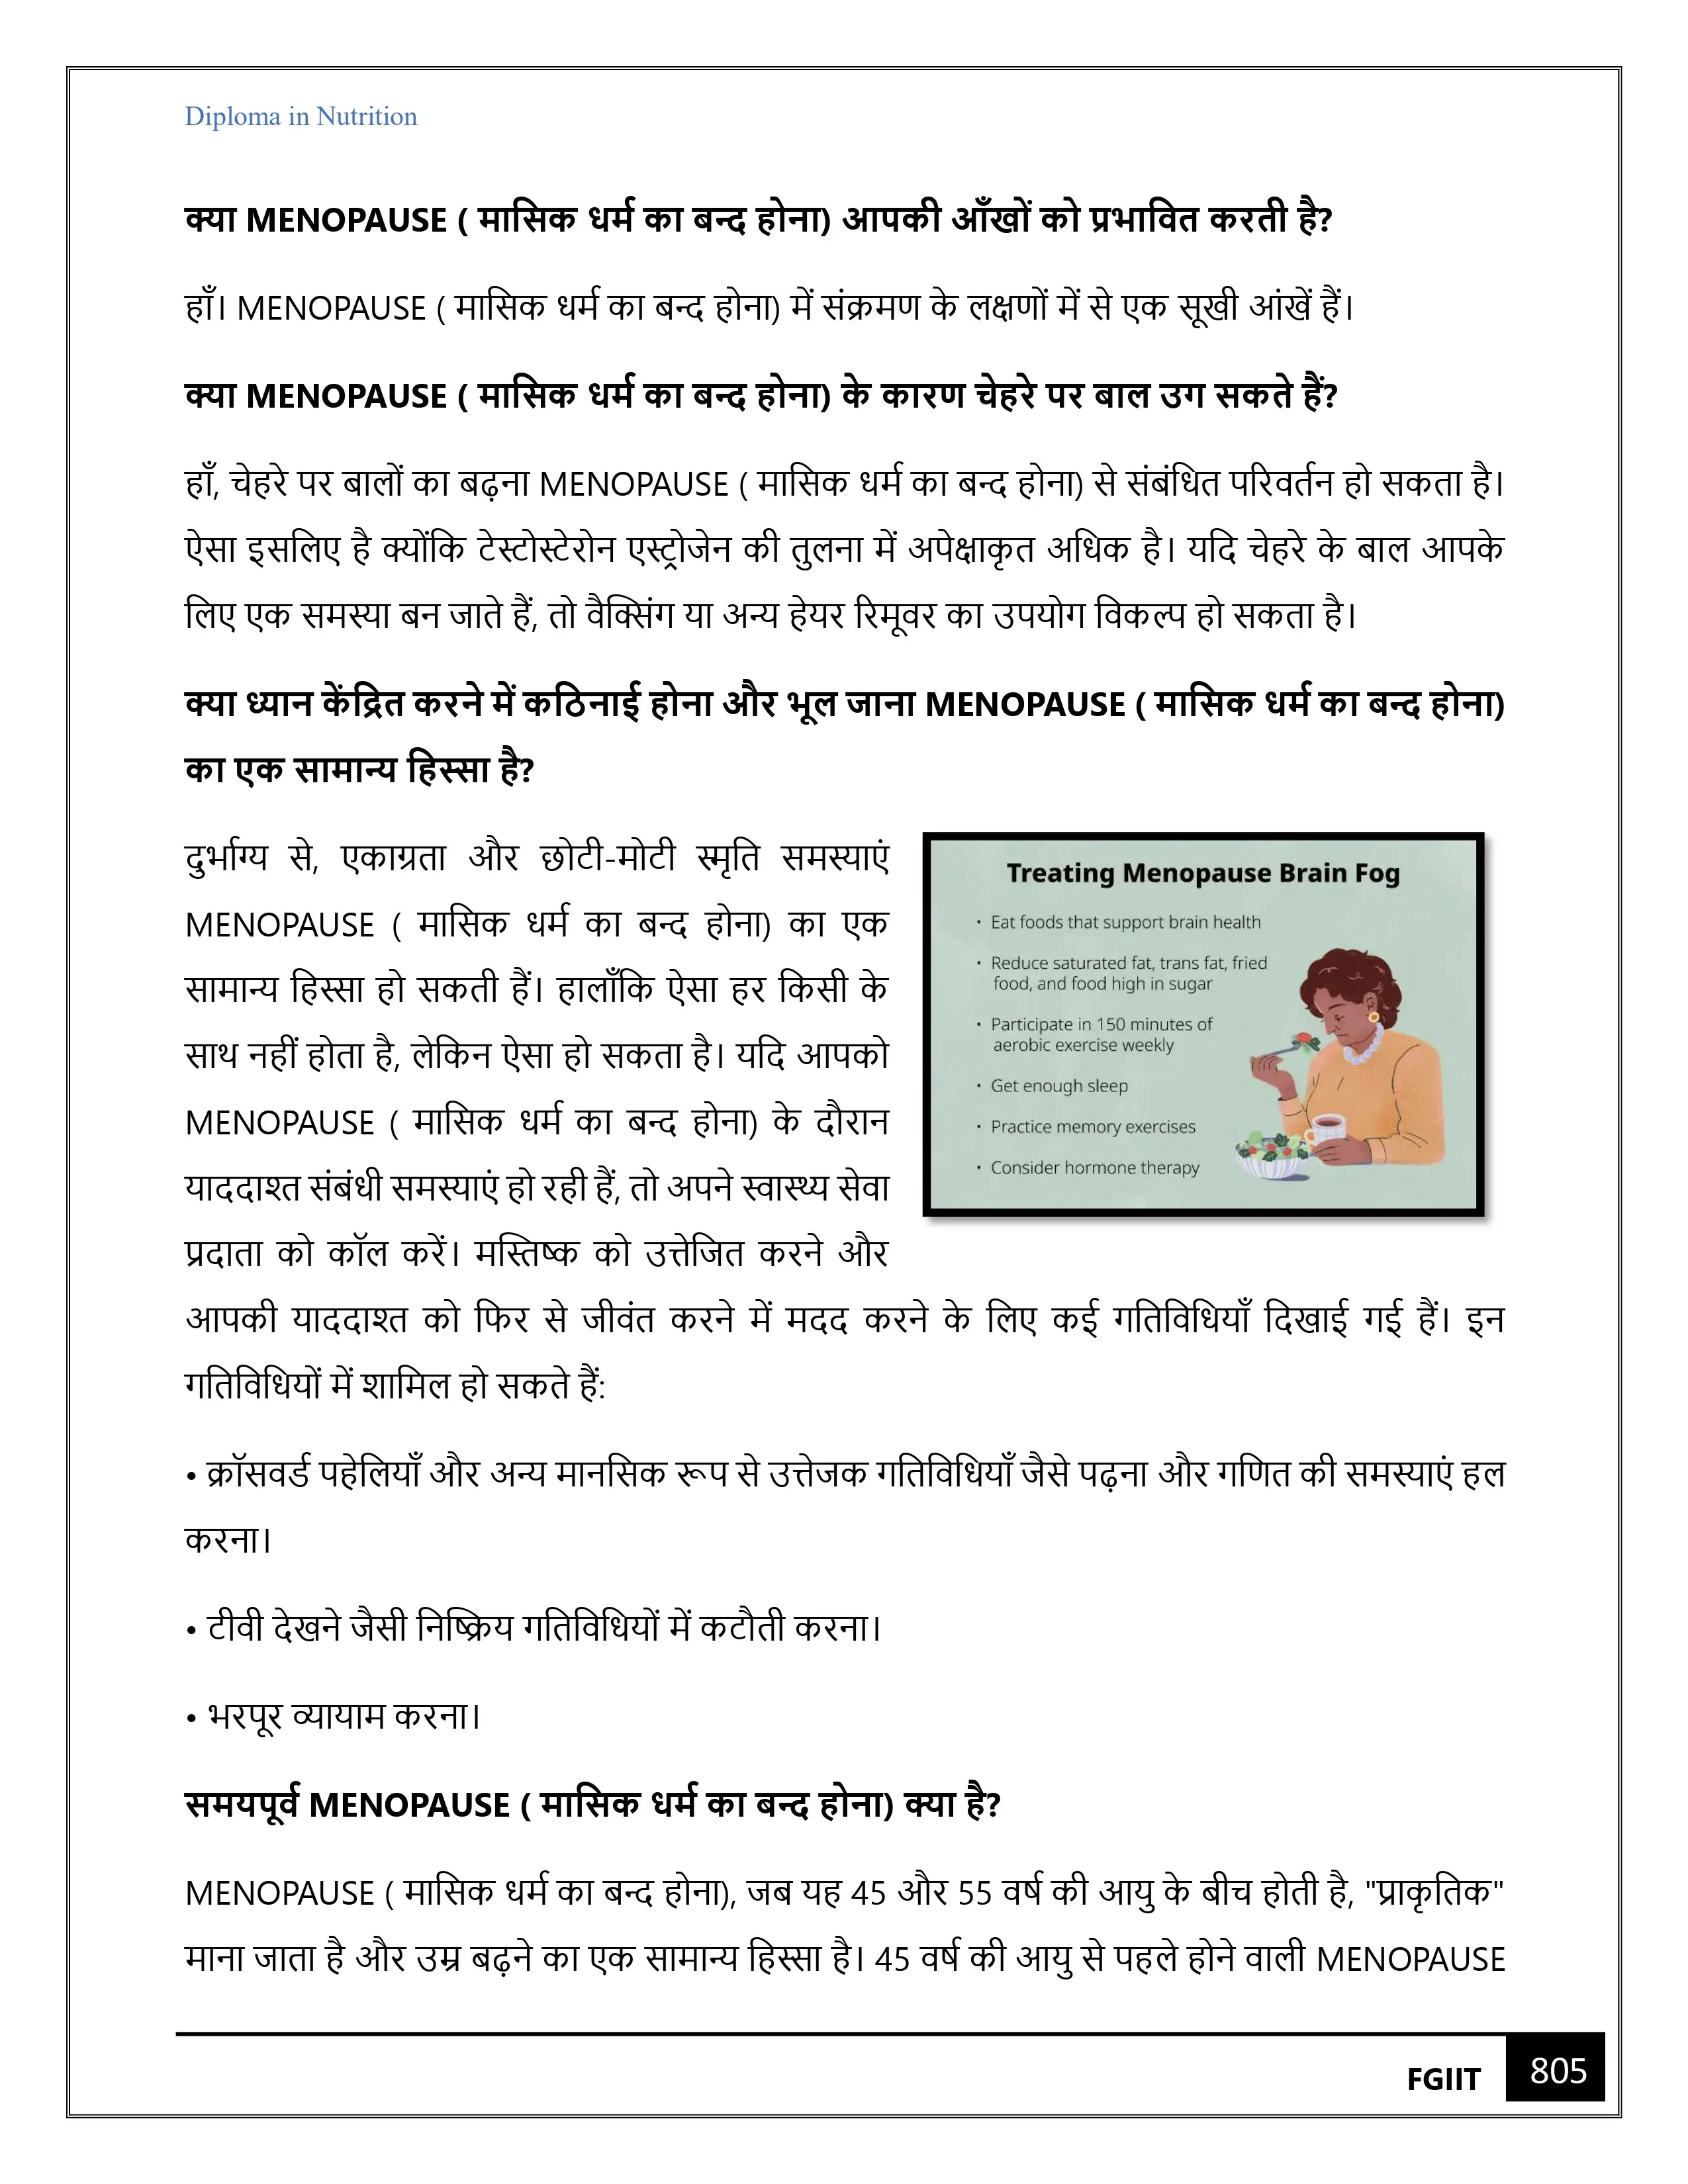 Diploma in Nutrition
क्या MENOPAUSE ( मासिक धर्म का बन्द होना) आपकी आँखों को प्रभावित करती है?
हाँ। MENOPAUSE ( मासिक धर्म का बन्द होना) में संक्रमण के लक्षणों में से एक सूखी आंखें हैं।
क्या MENOPAUSE ( मासिक धर्म का बन्द होना) के कारण चेहरे पर बाल उग सकते हैं?
हाँ, चेहरे पर बालों का बढ़ना MENOPAUSE ( मासिक धर्म का बन्द होना) से संबंधित परिवर्तन हो सकता है।
ऐसा इसलिए है क्योंकि टेस्टोस्टेरोन एस्ट्रोजेन की तुलना में अपेक्षाकृत अधिक है। यदि चेहरे के बाल आपके
लिए एक समस्या बन जाते हैं, तो वैक्सिंग या अन्य हेयर रिमूवर का उपयोग विकल्प हो सकता है।
क्या ध्यान केंद्रित करने में कठिनाई होना और भूल जाना MENOPAUSE ( मासिक धर्म का बन्द होना)
का एक सामान्य हिस्सा है?
दुर्भाग्य से, एकाग्रता और छोटी-मोटी स्मृति समस्याएं
MENOPAUSE ( मासिक धर्म का बन्द होना) का एक
सामान्य हिस्सा हो सकती हैं। हालाँकि ऐसा हर किसी के
साथ नहीं होता है, लेकिन ऐसा हो सकता है। यदि आपको
MENOPAUSE ( मासिक धर्म का बन्द होना) के दौरान
याददाश्त संबंधी समस्याएं हो रही हैं, तो अपने स्वास्थ्य सेवा
प्रदाता को कॉल करें। मस्तिष्क को उत्तेजित करने और
आपकी याददाश्त को फिर से जीवंत करने में मदद करने के लिए कई गतिविधियाँ दिखाई गई हैं। इन
गतिविधियों में शामिल हो सकते हैं:
Treating Menopause Brain Fog
• Eat foods that support brain health
• Reduce saturated fat, trans fat, fried
food, and food high in sugar
• Participate in 150 minutes of
aerobic exercise weekly
• Get enough sleep
• Practice memory exercises
• Consider hormone therapy
• क्रॉसवर्ड पहेलियाँ और अन्य मानसिक रूप से उत्तेजक गतिविधियाँ जैसे पढ़ना और गणित की समस्याएं हल
करना।
• टीवी देखने जैसी निष्क्रिय गतिविधियों में कटौती करना।
• भरपूर व्यायाम करना।
समयपूर्व MENOPAUSE ( मासिक धर्म का बन्द होना) क्या है?
MENOPAUSE ( मासिक धर्म का बन्द होना), जब यह 45 और 55 वर्ष की आयु के बीच होती है, "प्राकृतिक"
माना जाता है और उम्र बढ़ने का एक सामान्य हिस्सा है। 45 वर्ष की आयु से पहले होने वाली MENOPAUSE
FGIIT 805